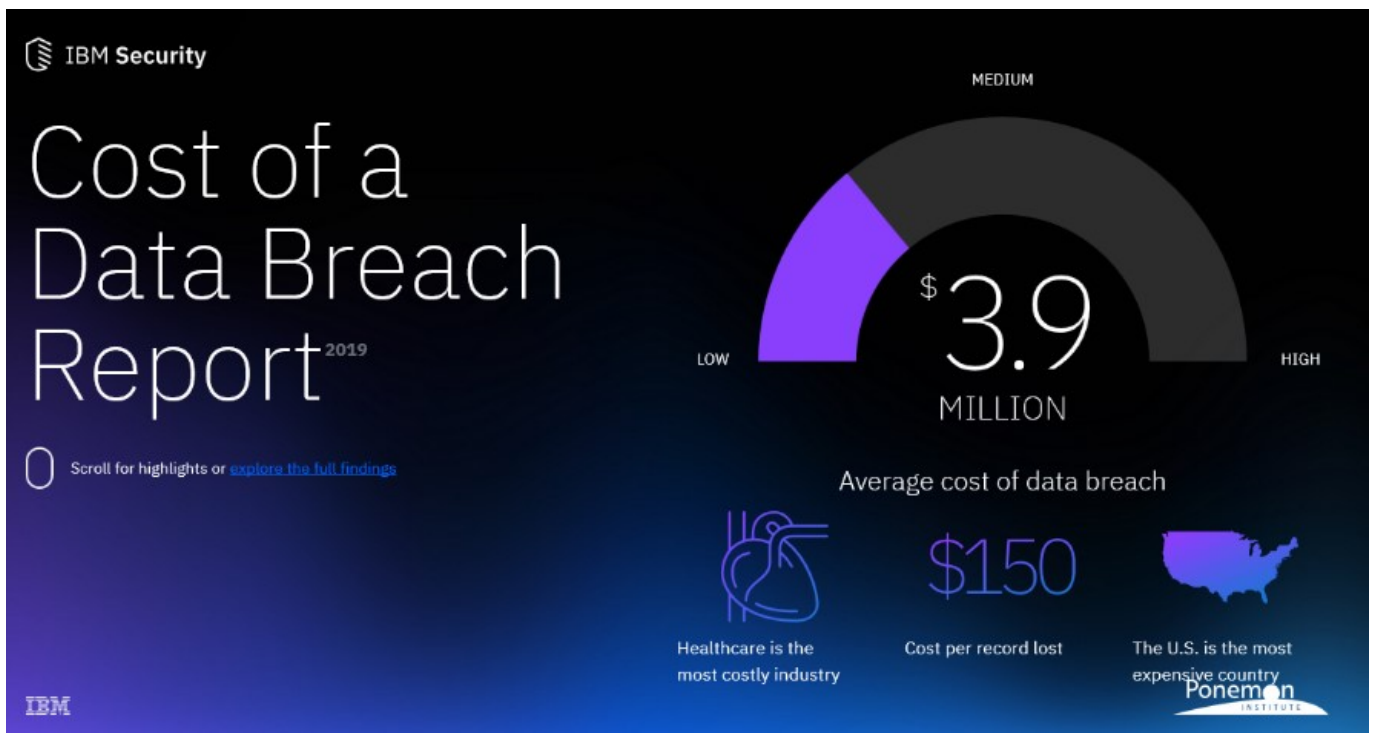 IBM Security
Cost of a
Data Breach
Report 2019
Scroll for highlights or explore the full findings
MEDIUM
LOW
HIGH
$3.9
MILLION
Average cost of data breach
Healthcare is the
most costly industry
$150
Cost per record lost
The U.S. is the most
expensive country
IBM
Ponemon
INSTITUTE